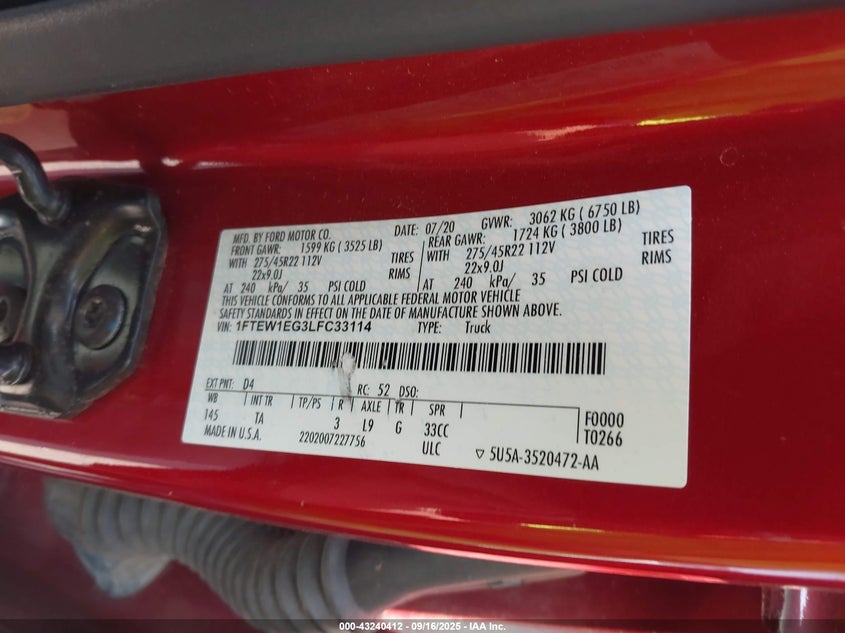 MFD. BY FORD MOTOR CO. DATE: 07/20 GVWR: 3062 KG ( 6750 LB)
FRONT GAWR: 1599 KG ( 3525 LB) REAR GAWR: 1724 KG ( 3800 LB)
WITH 275/45R22 112V TIRES WITH 275/45R22 112V TIRES
22x9.0J RIMS 22x9.0J RIMS
AT 240 kPa/ 35 PSI COLD AT 240 kPa/ 35 PSI COLD
THIS VEHICLE CONFORMS TO ALL APPLICABLE FEDERAL MOTOR VEHICLE
SAFETY STANDARDS IN EFFECT ON THE DATE OF MANUFACTURE SHOWN ABOVE.
VIN: 1FTEW1EG3LFC33114 TYPE: Truck
EXT PNT: D4 RC: 52 DSO:
WB INT TR TP/PS R AXLE TR SPR F0000
145 TA 3 L9 G 33CC T0266
MADE IN U.S.A. 2202007227756 ULC 5U5A-3520472-AA
000-43240412 - 09/16/2025 - IAA Inc.